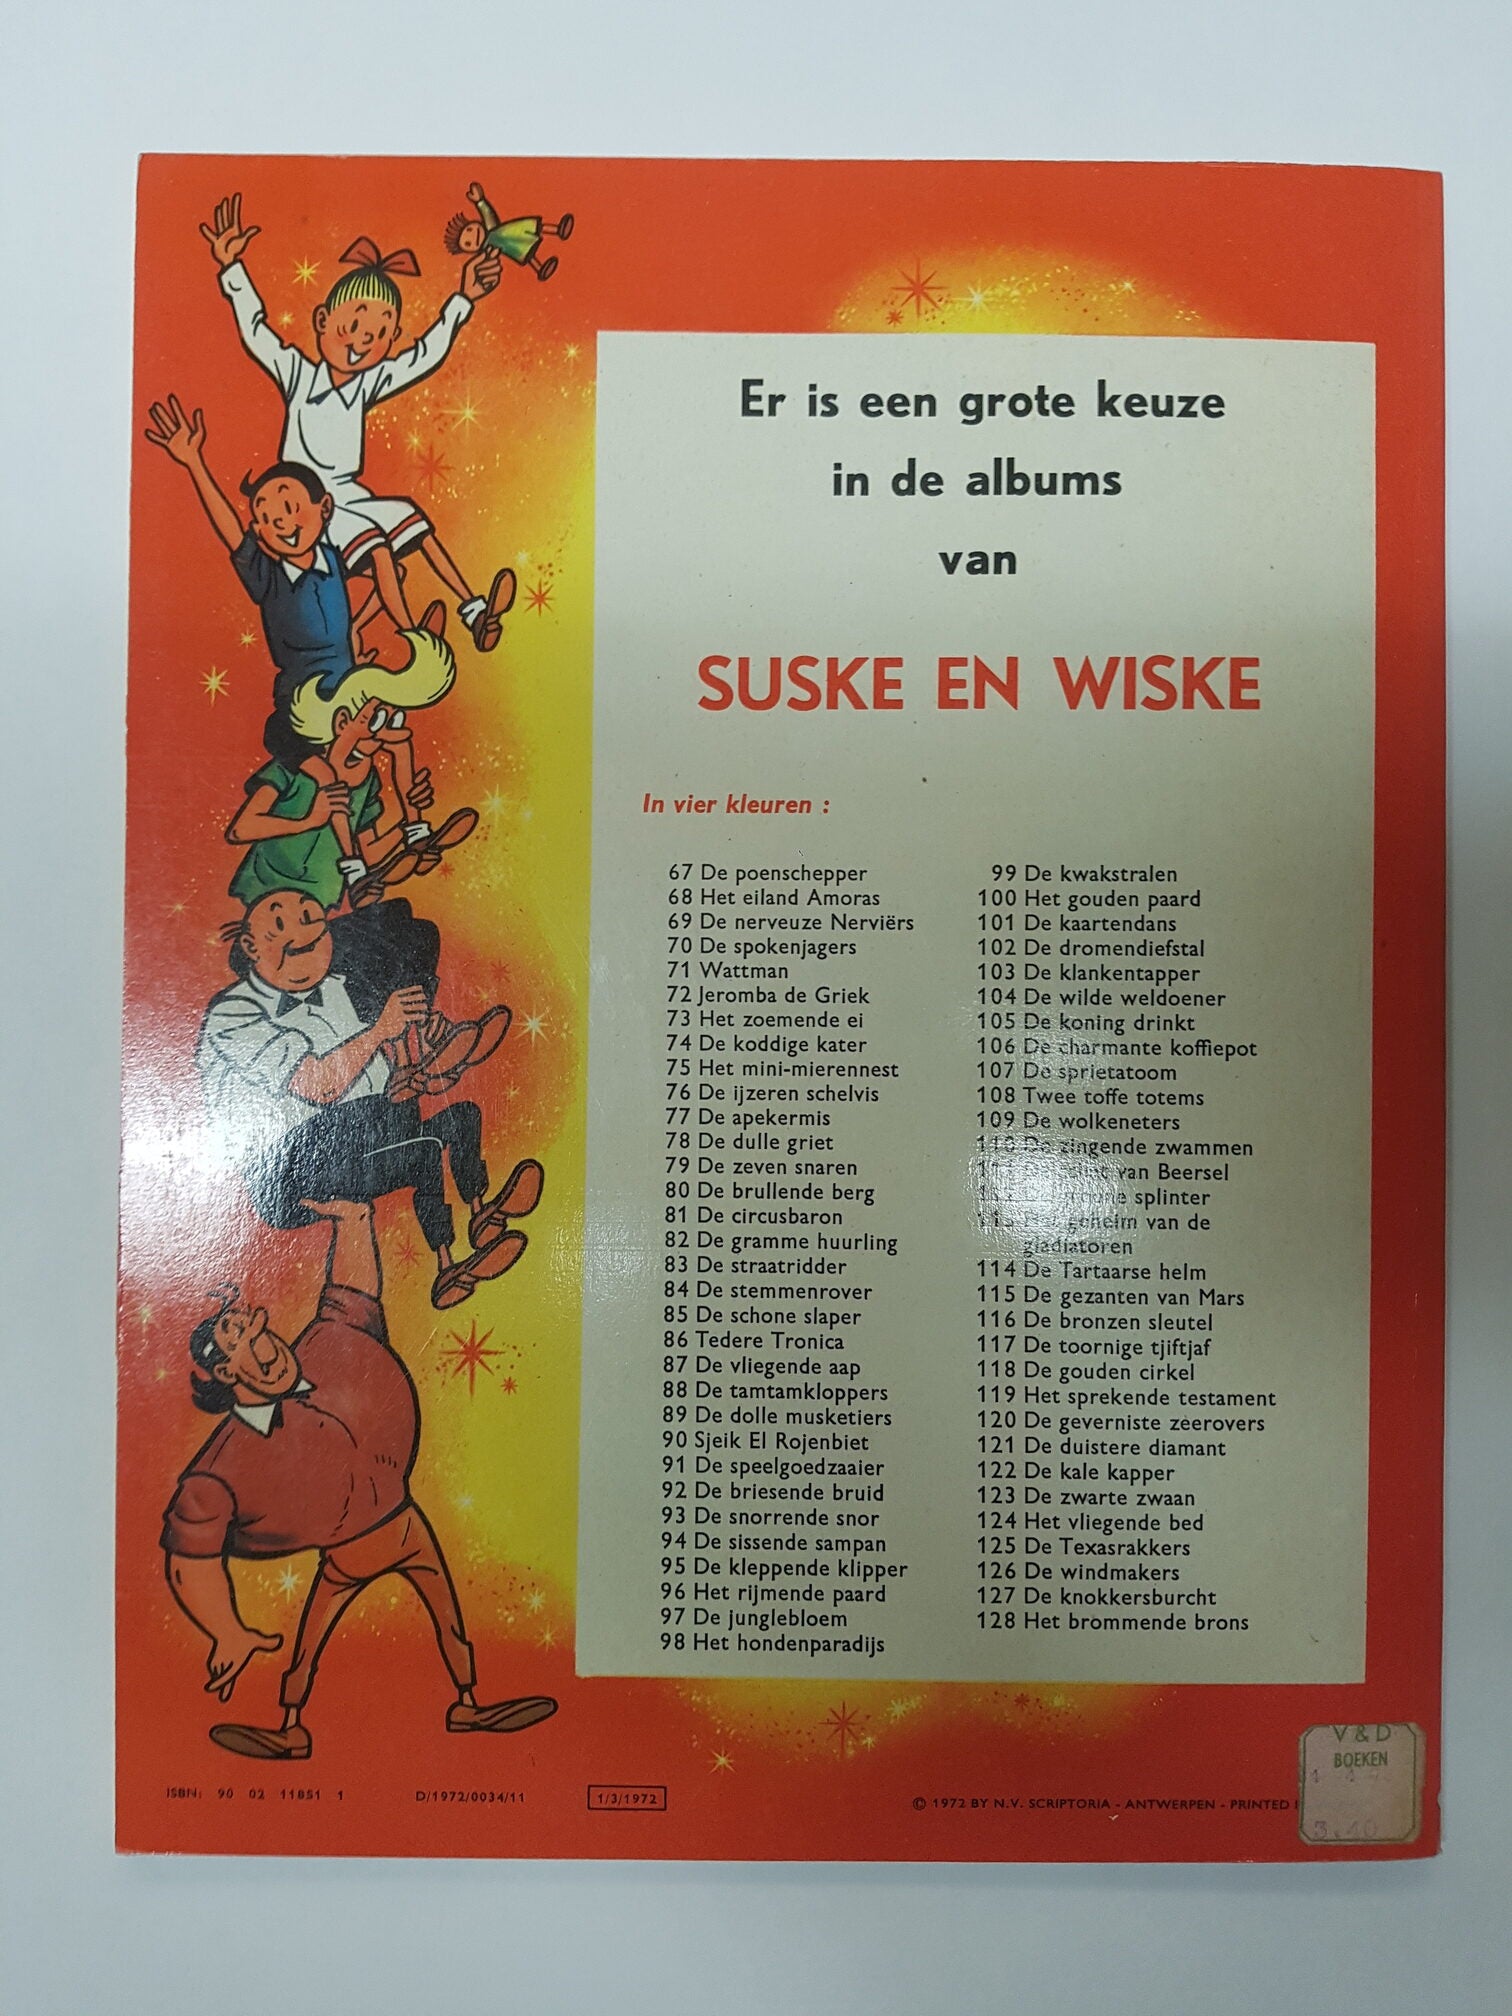 Er is een grote keuze
in de albums
van
SUSKE EN WISKE
In vier kleuren :
67 De poenschepper
68 Het eiland Amoras
69 De nerveuze Nerviërs
70 De spokenjagers
71 Wattman
72 Jeromba de Griek
73 Het zoemende ei
74 De koddige kater
75 Het mini-mierennest
76 De ijzeren schelvis
77 De apekermis
78 De dulle griet
79 De zeven snaren
80 De brullende berg
81 De circusbaron
82 De gramme huurling
83 De straatridder
84 De stemmenrover
85 De schone slaper
86 Tedere Tronica
87 De vliegende aap
88 De tamtamkloppers
89 De dolle musketiers
90 Sjeik El Rojenbiet
91 De speelgoedzaaier
92 De briesende bruid
93 De snorrende snor
94 De sissende sampan
95 De kleppende klipper
96 Het rijmende paard
97 De junglebloem
98 Het hondenparadijs
99 De kwakstralen
100 Het gouden paard
101 De kaartendans
102 De dromendiefstal
103 De klankentapper
104 De wilde weldoener
105 De koning drinkt
106 De charmante koffiepot
107 De sprietatoom
108 Twee toffe totems
109 De wolkeneters
110 De zingende zwammen
van Beersel
splinter
113 Het geheim van de
gladiatoren
114 De Tartaarse helm
115 De gezanten van Mars
116 De bronzen sleutel
117 De toornige tjiftjaf
118 De gouden cirkel
119 Het sprekende testament
120 De geverniste zeerovers
121 De duistere diamant
122 De kale kapper
123 De zwarte zwaan
124 Het vliegende bed
125 De Texasrakkers
126 De windmakers
127 De knokkersburcht
128 Het brommende brons
ISBN: 90 02 11851 1
D/1972/0034/11
1/3/1972
© 1972 BY N.V. SCRIPTORIA - ANTWERPEN - PRINTED
V & D
BOEKEN